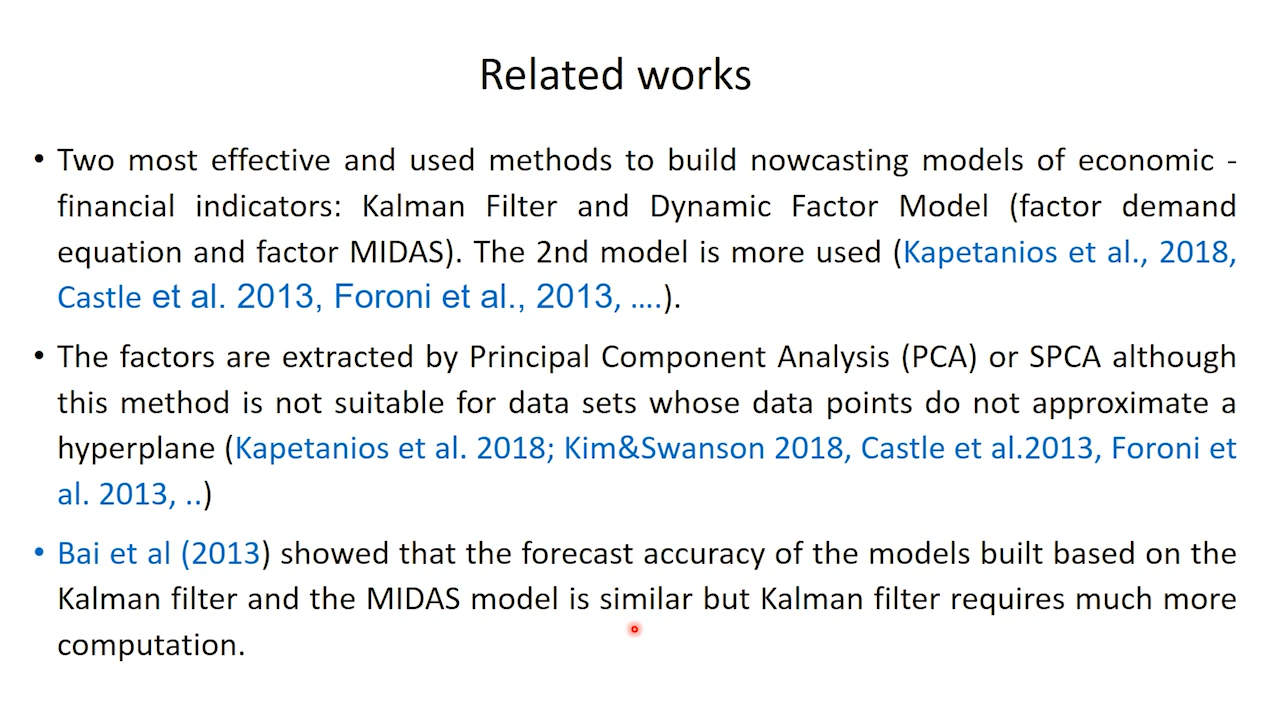 Related works
• Two most effective and used methods to build nowcasting models of economic -
financial indicators: Kalman Filter and Dynamic Factor Model (factor demand
equation and factor MIDAS). The 2nd model is more used (Kapetanios et al., 2018,
Castle et al. 2013, Foroni et al., 2013, ….).
• The factors are extracted by Principal Component Analysis (PCA) or SPCA although
this method is not suitable for data sets whose data points do not approximate a
hyperplane (Kapetanios et al. 2018; Kim&Swanson 2018, Castle et al.2013, Foroni et
al. 2013, ..)
• Bai et al (2013) showed that the forecast accuracy of the models built based on the
Kalman filter and the MIDAS model is similar but Kalman filter requires much more
computation.